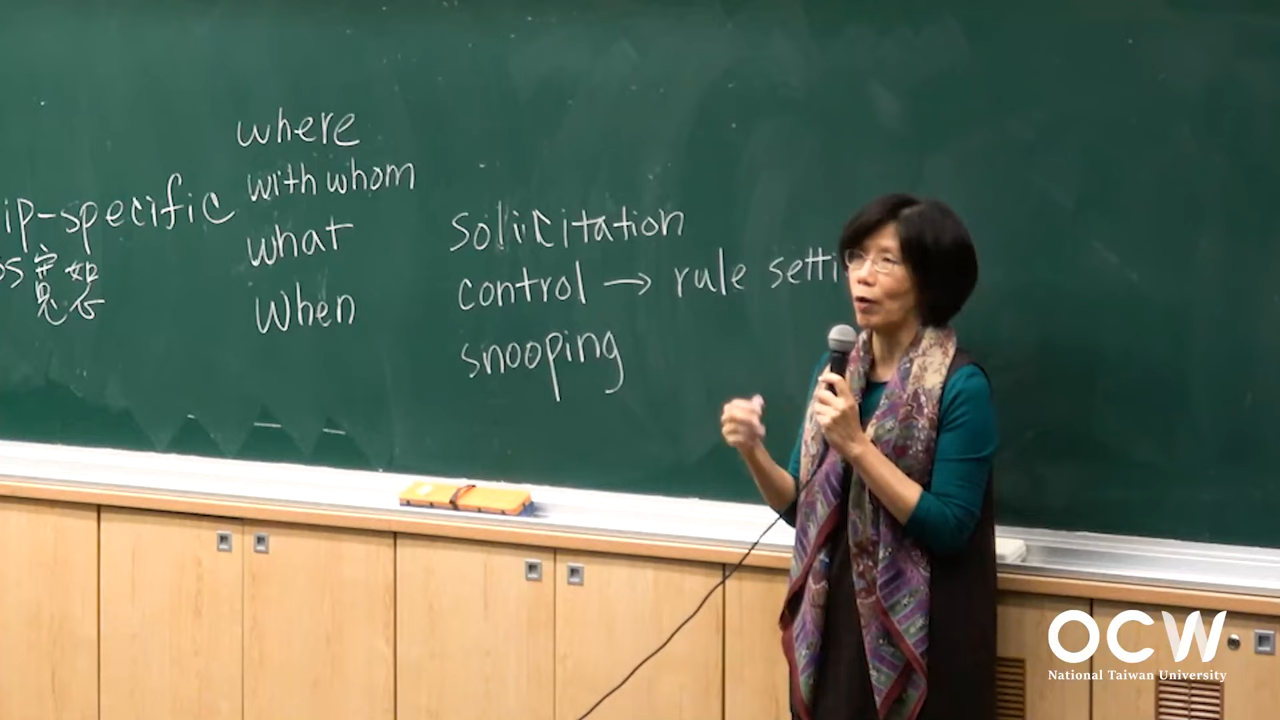 ip-specific
where
with whom
what
When
solicitation
control → rule setti
snooping
OCW
National Taiwan University